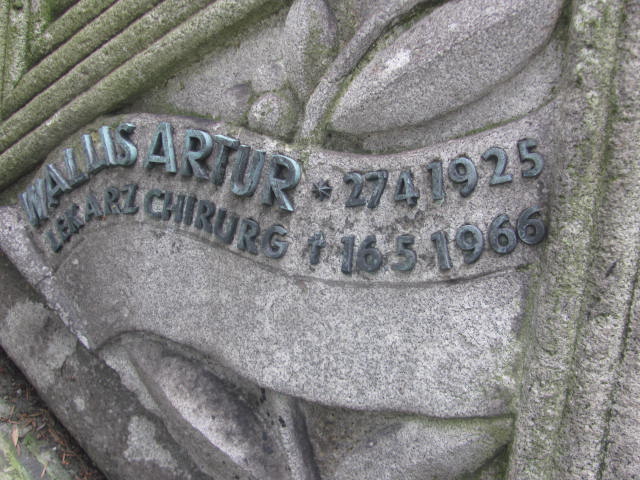 WALLIS ARTUR * 27 4 1925
LEKARZ CHIRURG † 16 5 1966